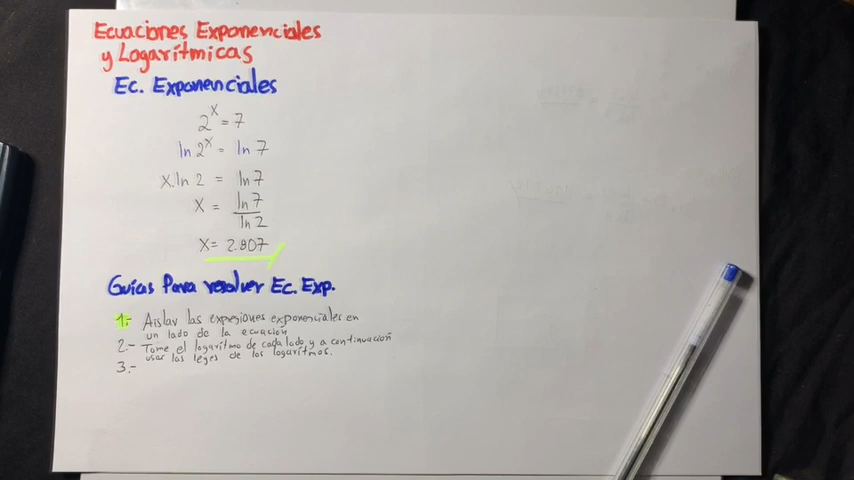 Ecuaciones Exponenciales
y Logarítmicas
Ec. Exponenciales
2^x = 7
ln 2^x = ln 7
x.ln 2 = ln 7
x = ln 7 / ln 2
x = 2.807
Guías Para resolver Ec. Exp.
1.- Aislar las expresiones exponenciales en
un lado de la ecuación
2.- Tome el logaritmo de cada lado y a continuación
usar las leyes de los logarítmos.
3.-